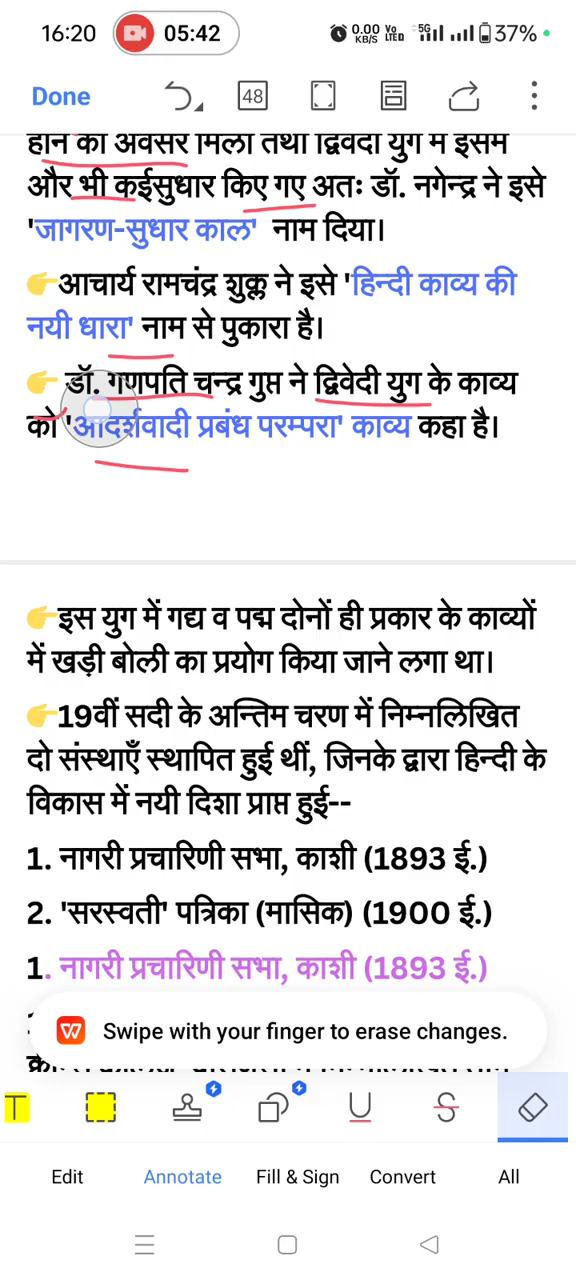 16:20 05:42 0.00 KB/S Vo LTED 5G 37%
Done 48
होने का अवसर मिला तथा द्विवेदी युग में इसमें
और भी कईसुधार किए गए अतः डॉ. नगेन्द्र ने इसे
'जागरण-सुधार काल' नाम दिया।
👉आचार्य रामचंद्र शुक्ल ने इसे 'हिन्दी काव्य की
नयी धारा' नाम से पुकारा है।
👉 डॉ. गणपति चन्द्र गुप्त ने द्विवेदी युग के काव्य
को 'आदर्शवादी प्रबंध परम्परा' काव्य कहा है।
👉इस युग में गद्य व पद्म दोनों ही प्रकार के काव्यों
में खड़ी बोली का प्रयोग किया जाने लगा था।
👉19वीं सदी के अन्तिम चरण में निम्नलिखित
दो संस्थाएँ स्थापित हुई थीं, जिनके द्वारा हिन्दी के
विकास में नयी दिशा प्राप्त हुई--
1. नागरी प्रचारिणी सभा, काशी (1893 ई.)
2. 'सरस्वती' पत्रिका (मासिक) (1900 ई.)
1. नागरी प्रचारिणी सभा, काशी (1893 ई.)
Swipe with your finger to erase changes.
T U S
Edit Annotate Fill & Sign Convert All